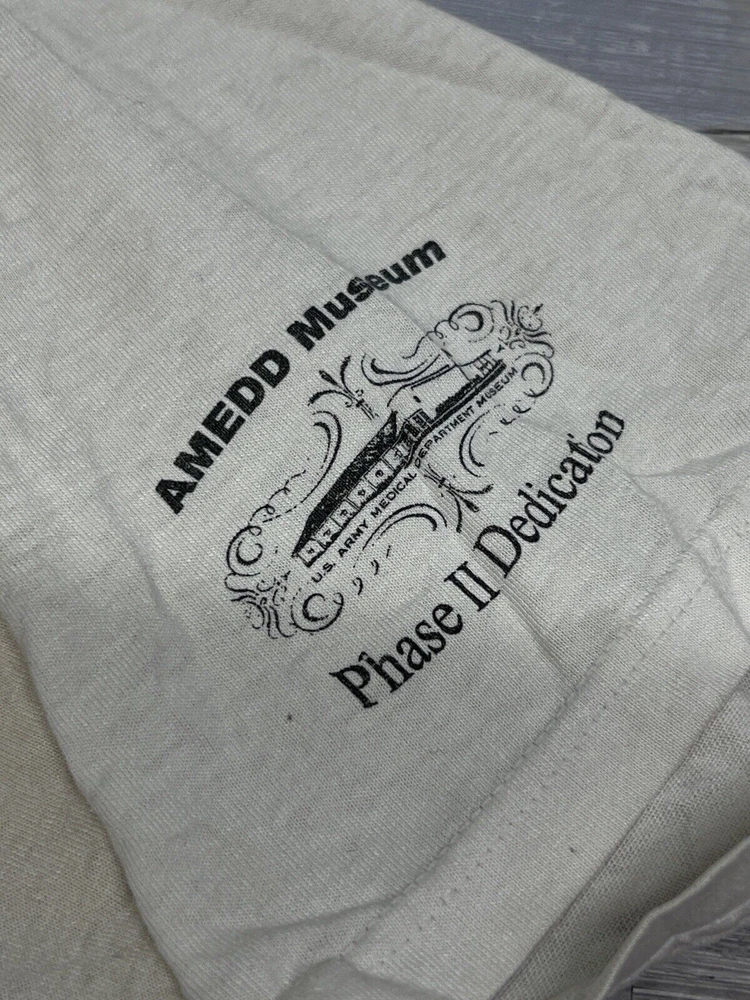 AMEDD Museum
U.S. ARMY MEDICAL DEPARTMENT MUSEUM
Phase II Dedicaton